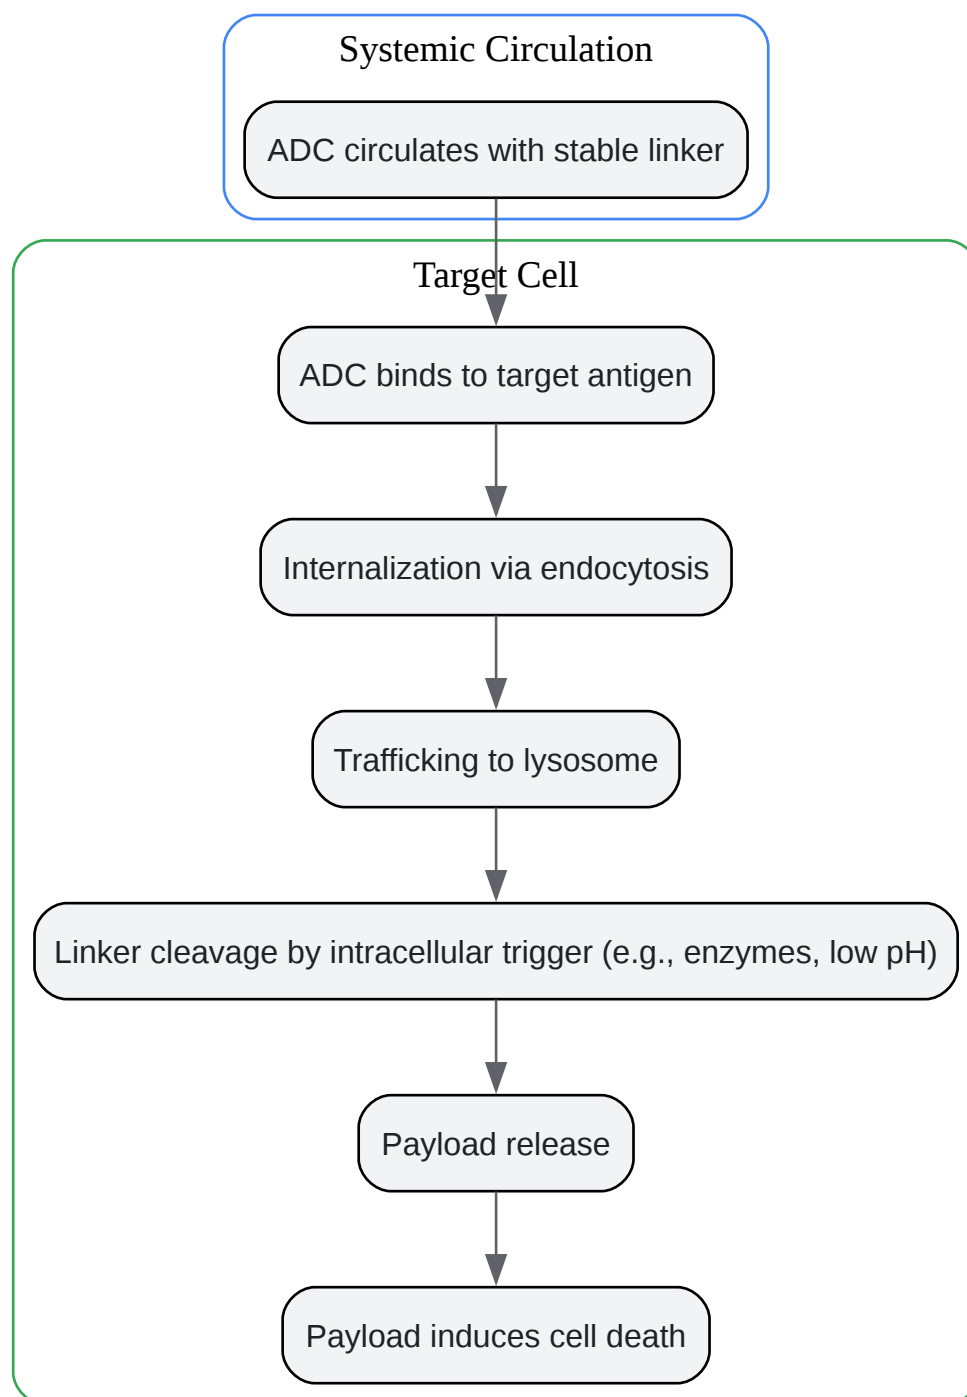 Systemic Circulation
ADC circulates with stable linker
Target Cell
ADC binds to target antigen
Internalization via endocytosis
Trafficking to lysosome
Linker cleavage by intracellular trigger (e.g., enzymes, low pH)
Payload release
Payload induces cell death